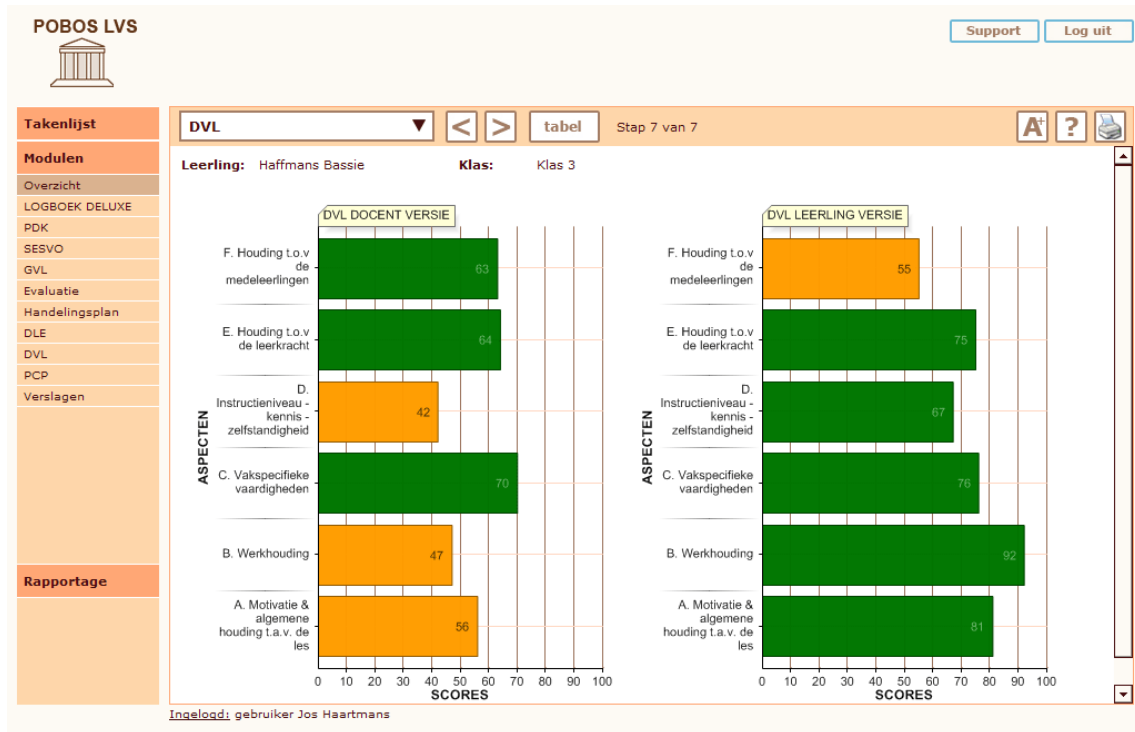 POBOS LVS
Support
Log uit
Takenlijst
Modulen
Overzicht
LOGBOEK DELUXE
PDK
SESVO
GVL
Evaluatie
Handelingsplan
DLE
DVL
PCP
Verslagen
Rapportage
DVL
<
>
tabel
Stap 7 van 7
A+
?
Leerling: Haffmans Bassie Klas: Klas 3
DVL DOCENT VERSIE
ASPECTEN
F. Houding t.o.v
de
medeleerlingen
63
E. Houding t.o.v
de leerkracht
64
D.
Instructieniveau -
kennis -
zelfstandigheid
42
C. Vakspecifieke
vaardigheden
70
B. Werkhouding
47
A. Motivatie &
algemene
houding t.a.v. de
les
56
0 10 20 30 40 50 60 70 80 90 100
SCORES
DVL LEERLING VERSIE
ASPECTEN
F. Houding t.o.v
de
medeleerlingen
55
E. Houding t.o.v
de leerkracht
75
D.
Instructieniveau -
kennis -
zelfstandigheid
67
C. Vakspecifieke
vaardigheden
76
B. Werkhouding
92
A. Motivatie &
algemene
houding t.a.v. de
les
81
0 10 20 30 40 50 60 70 80 90 100
SCORES
Ingelogd: gebruiker Jos Haartmans